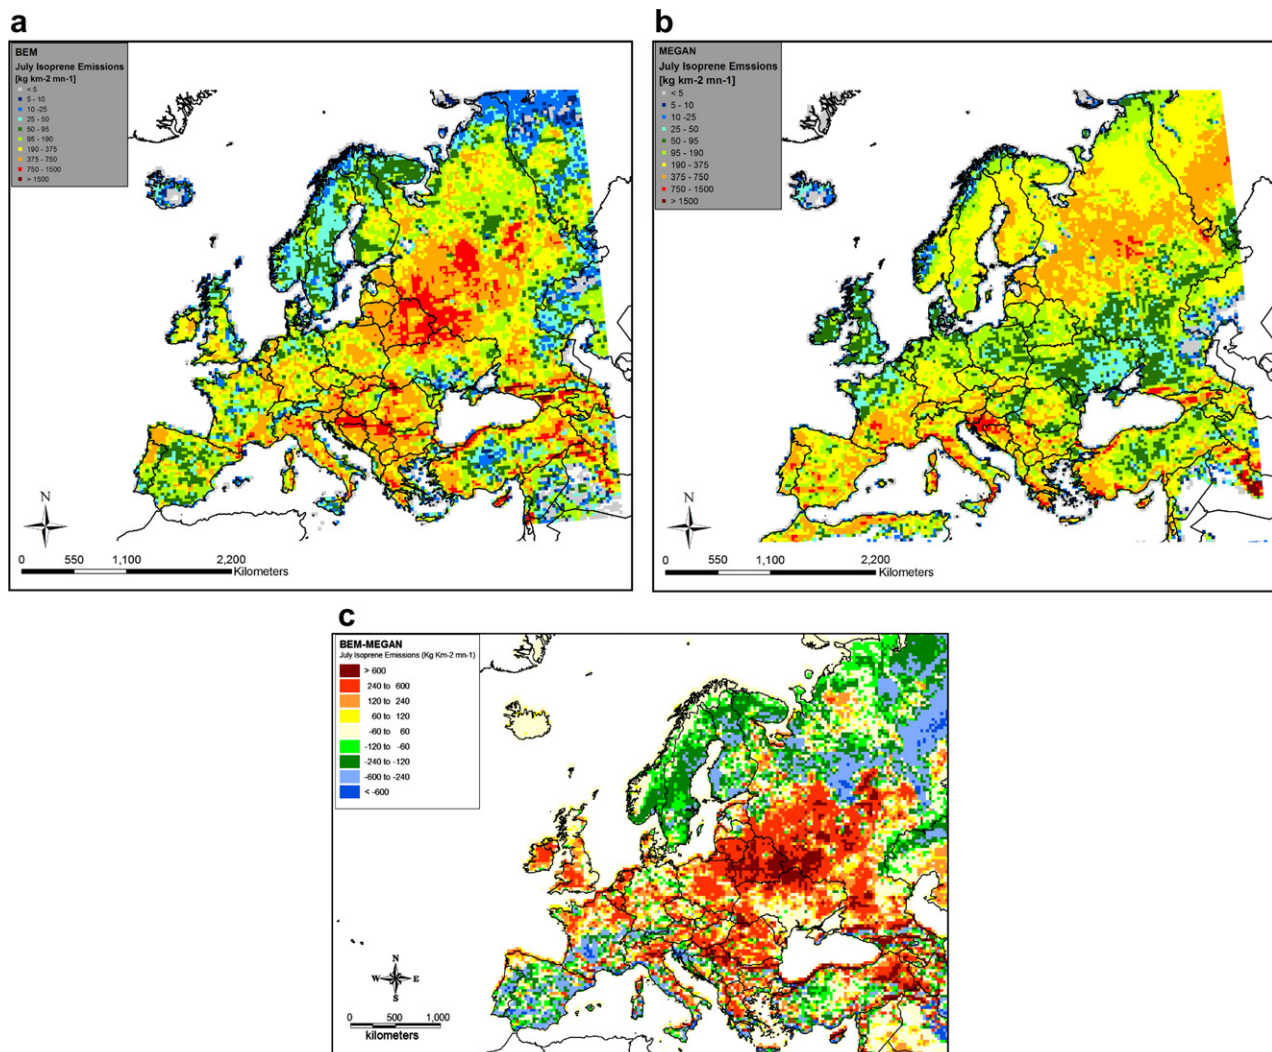 a
BEM
July Isoprene Emissions
[kg km-2 mn-1]
< 5
5 - 10
10 -25
25 - 50
50 - 95
95 - 190
190 - 375
375 - 750
750 - 1500
> 1500
N
0 550 1,100 2,200
Kilometers
b
MEGAN
July Isoprene Emssions
[kg km-2 mn-1]
< 5
5 - 10
10 - 25
25 - 50
50 - 95
95 - 190
190 - 375
375 - 750
750 - 1500
> 1500
N
0 550 1,100 2,200
Kilometers
c
BEM-MEGAN
July Isoprene Emissions (Kg Km-2 mn-1)
> 600
240 to 600
120 to 240
60 to 120
-60 to 60
-120 to -60
-240 to -120
-600 to -240
< -600
N
W E
S
0 500 1,000
kilometers